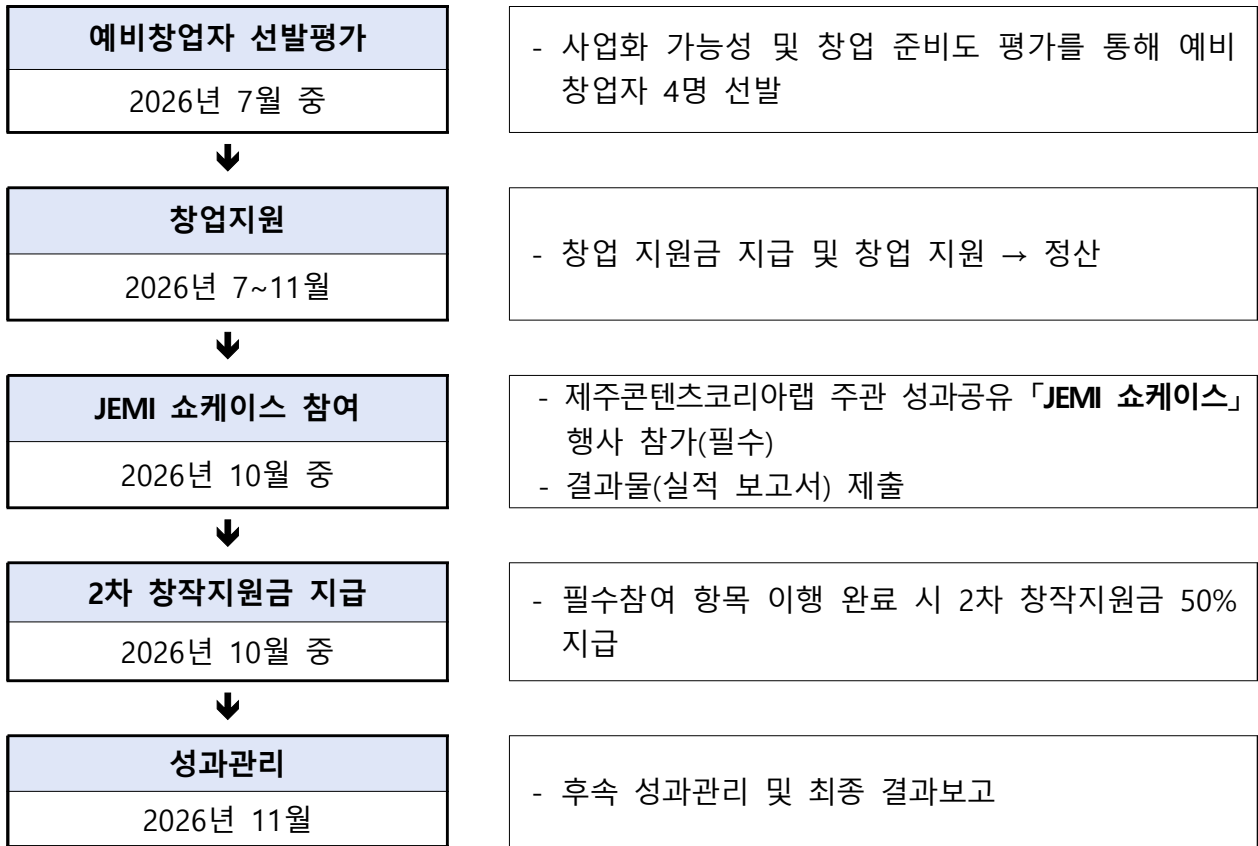 예비창업자 선발평가
2026년 7월 중
- 사업화 가능성 및 창업 준비도 평가를 통해 예비
창업자 4명 선발
🡻
창업지원
2026년 7~11월
- 창업 지원금 지급 및 창업 지원 → 정산
🡻
JEMI 쇼케이스 참여
2026년 10월 중
- 제주콘텐츠코리아랩 주관 성과공유「JEMI 쇼케이스」
행사 참가(필수)
- 결과물(실적 보고서) 제출
🡻
2차 창작지원금 지급
2026년 10월 중
- 필수참여 항목 이행 완료 시 2차 창작지원금 50%
지급
🡻
성과관리
2026년 11월
- 후속 성과관리 및 최종 결과보고